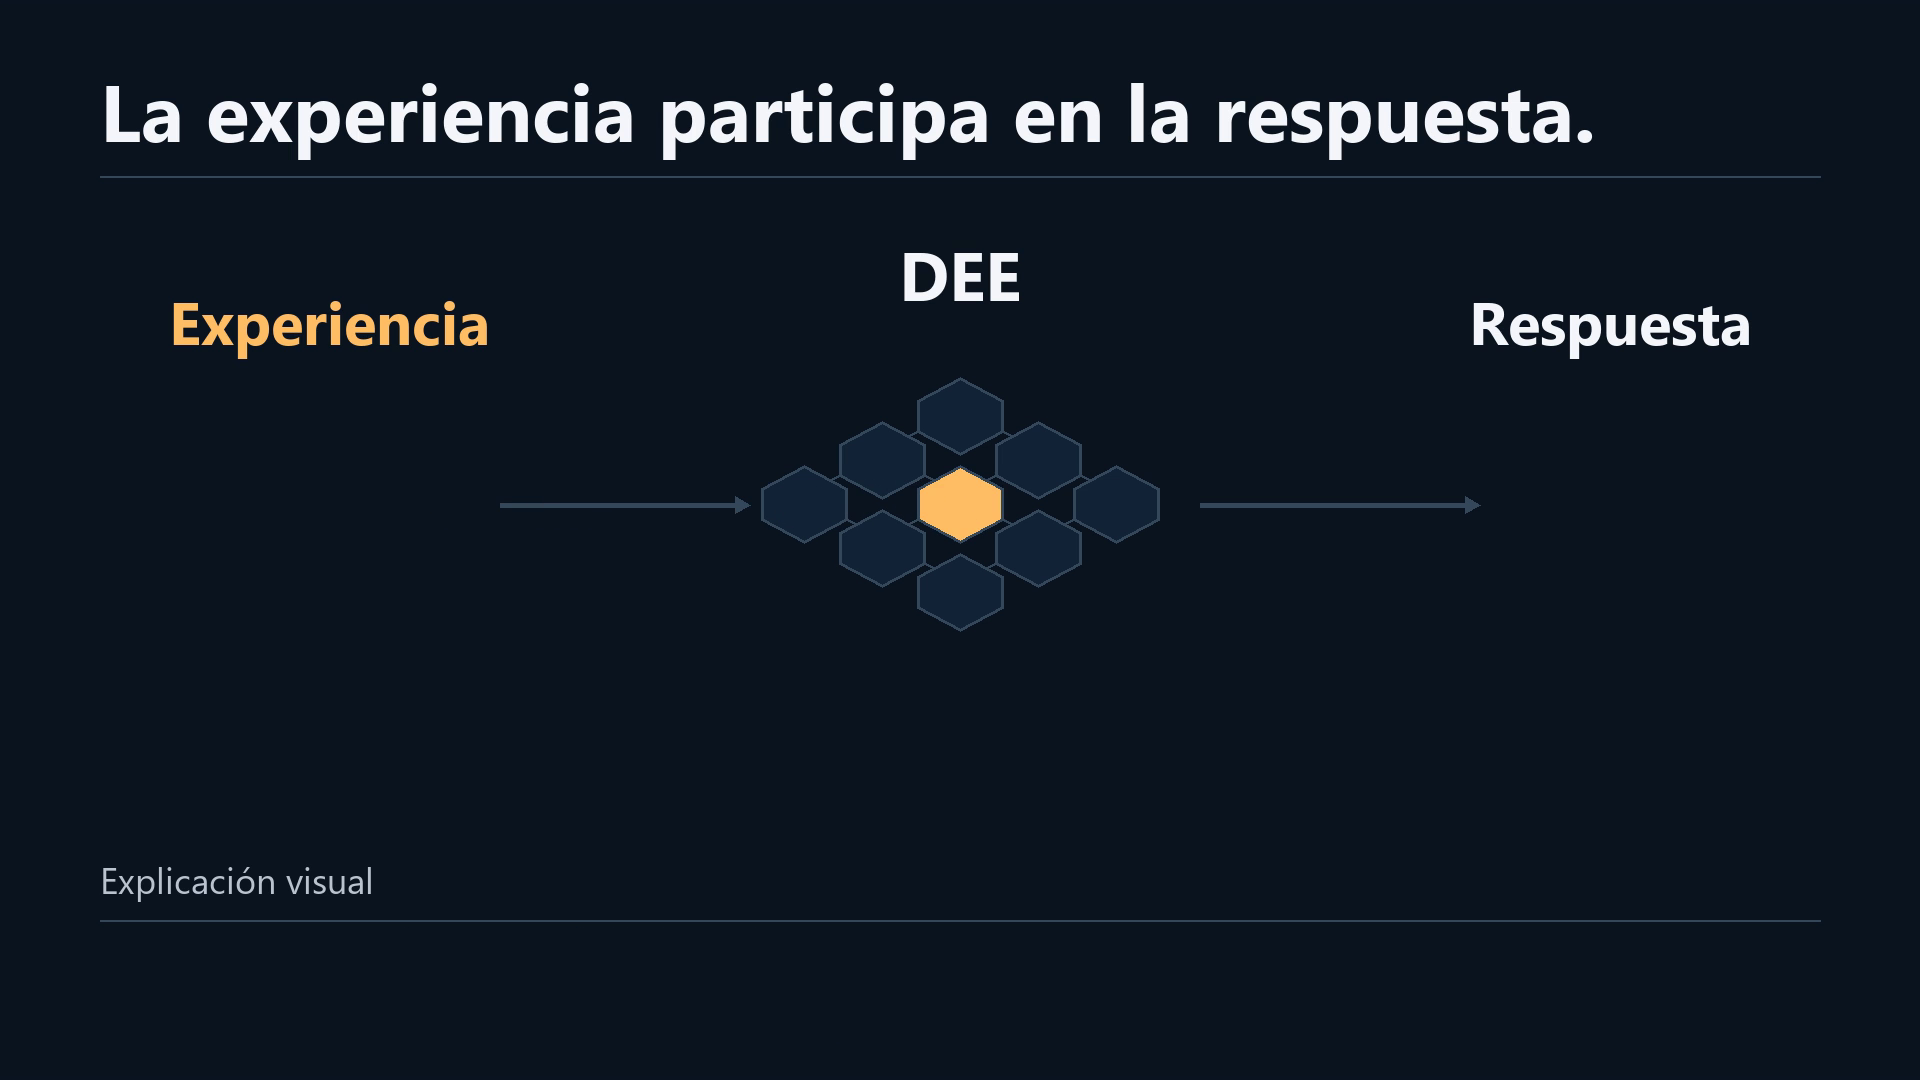 La experiencia participa en la respuesta.
DEE
Experiencia
Respuesta
Explicación visual